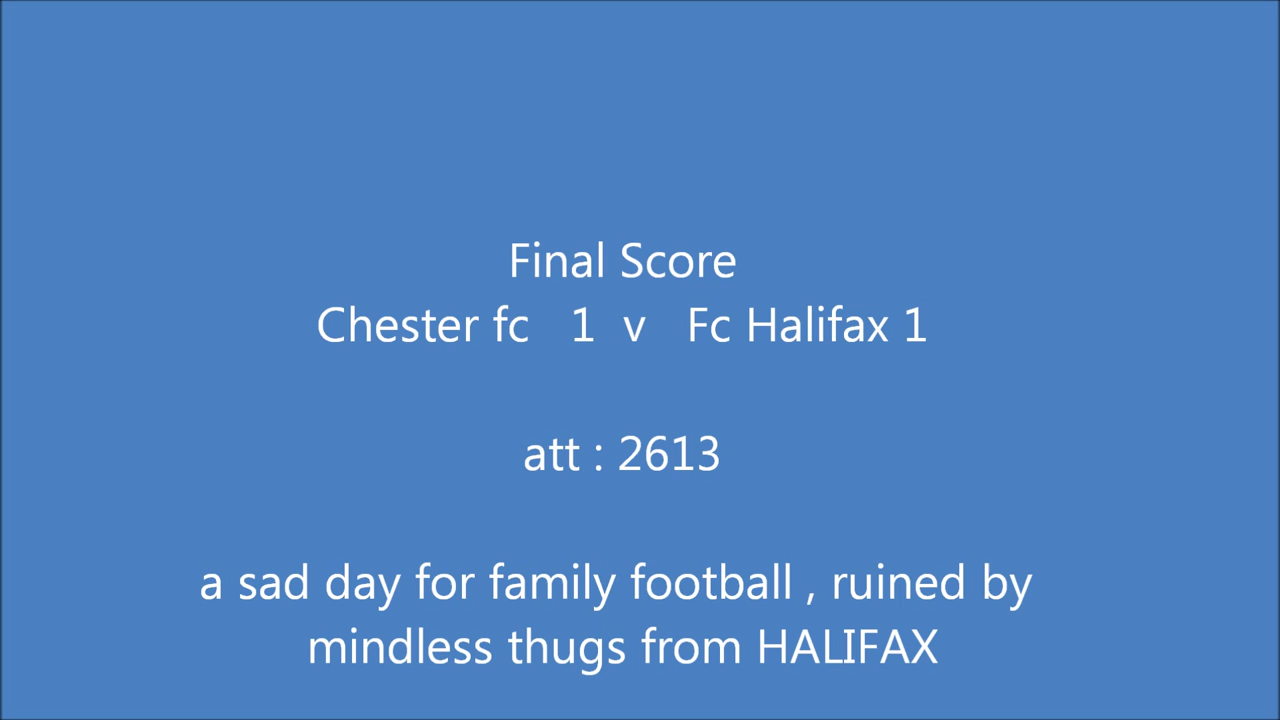 Final Score
Chester fc 1 v Fc Halifax 1
att : 2613
a sad day for family football , ruined by
mindless thugs from HALIFAX